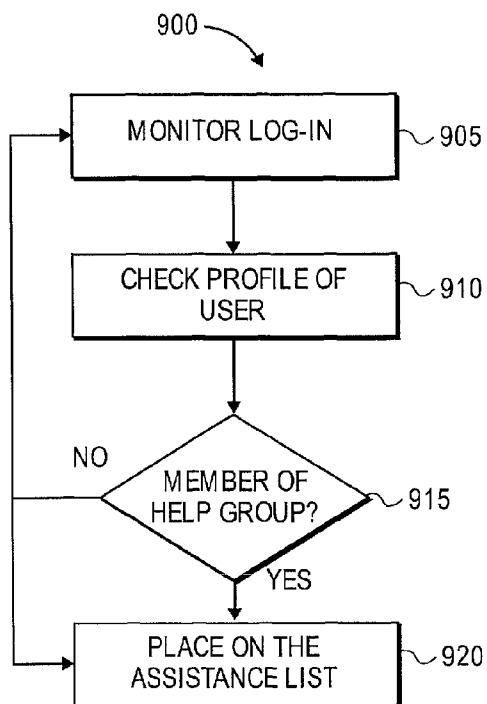 900
MONITOR LOG-IN
905
CHECK PROFILE OF
USER
910
NO
MEMBER OF
HELP GROUP?
915
YES
PLACE ON THE
ASSISTANCE LIST
920